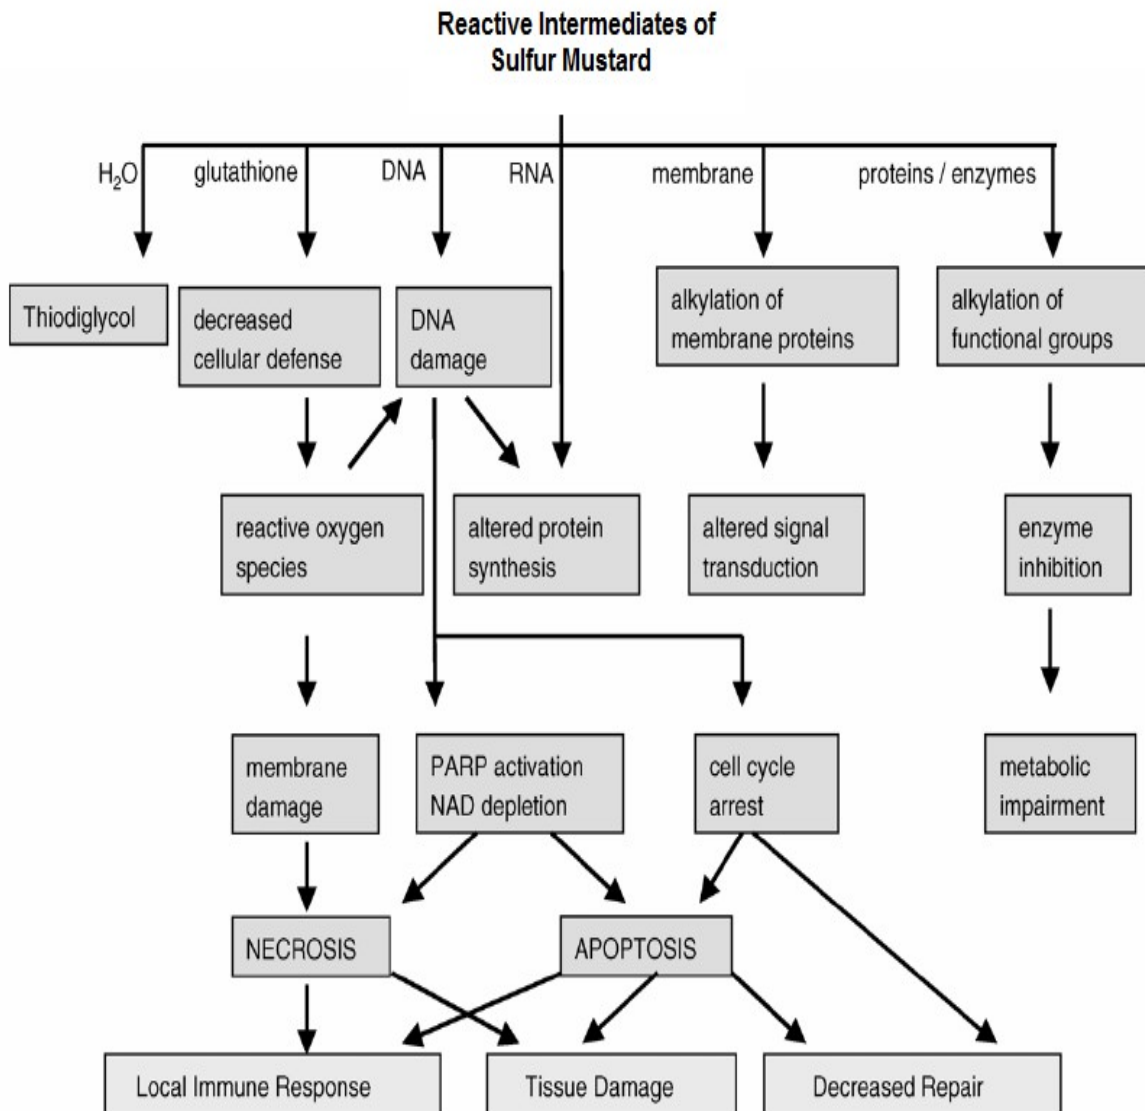 Reactive Intermediates of
Sulfur Mustard
H₂O
glutathione
DNA
RNA
membrane
proteins / enzymes
Thiodiglycol
decreased
cellular defense
DNA
damage
alkylation of
membrane proteins
alkylation of
functional groups
reactive oxygen
species
altered protein
synthesis
altered signal
transduction
enzyme
inhibition
membrane
damage
PARP activation
NAD depletion
cell cycle
arrest
metabolic
impairment
NECROSIS
APOPTOSIS
Local Immune Response
Tissue Damage
Decreased Repair